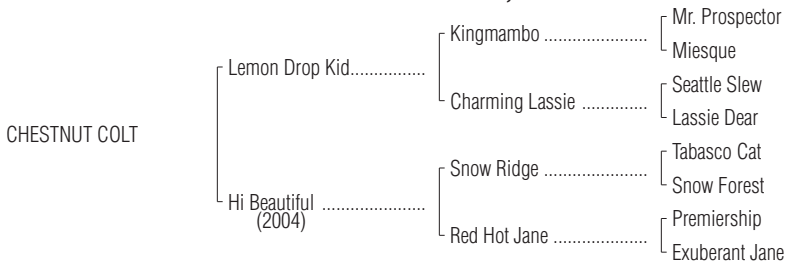 Mr. Prospector
Kingmambo .....................
Miesque
Lemon Drop Kid................
Seattle Slew
Charming Lassie .............
Lassie Dear
CHESTNUT COLT
Tabasco Cat
Snow Ridge .....................
Snow Forest
Hi Beautiful .....................
(2004)
Premiership
Red Hot Jane ...................
Exuberant Jane